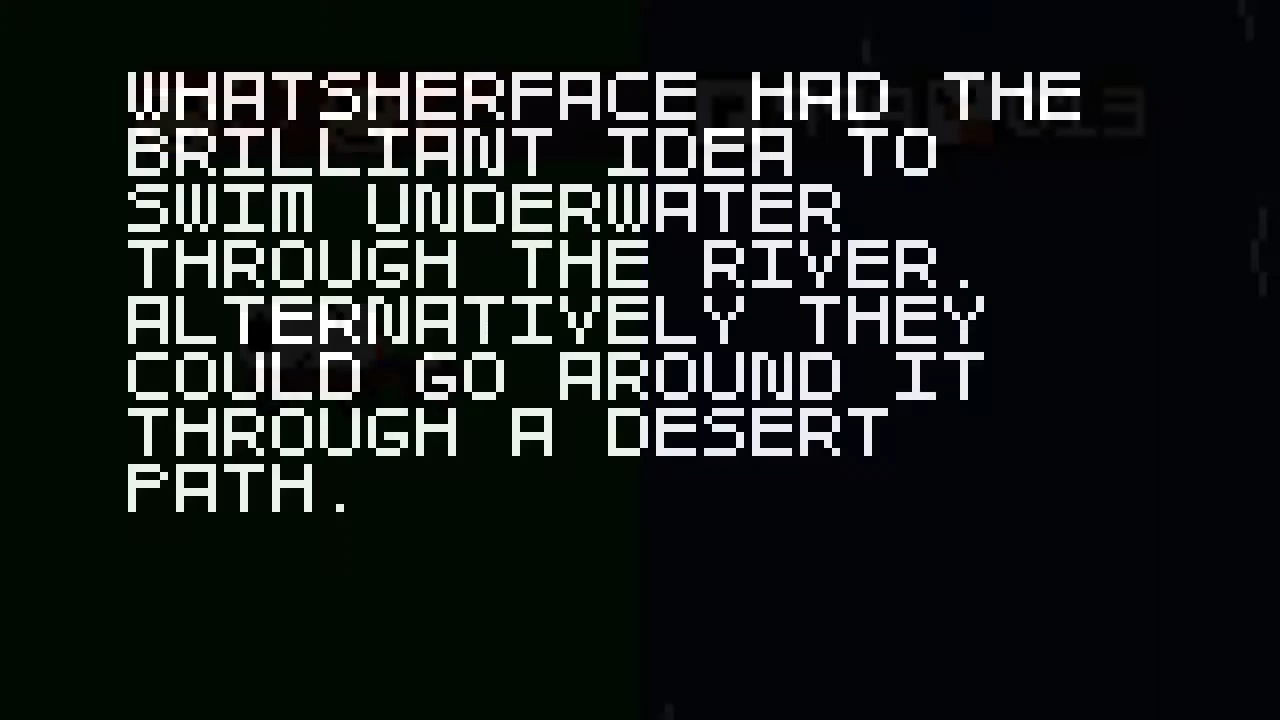 WHATSHERFACE HAD THE
BRILLIANT IDEA TO
SWIM UNDERWATER
THROUGH THE RIVER.
ALTERNATIVELY THEY
COULD GO AROUND IT
THROUGH A DESERT
PATH.